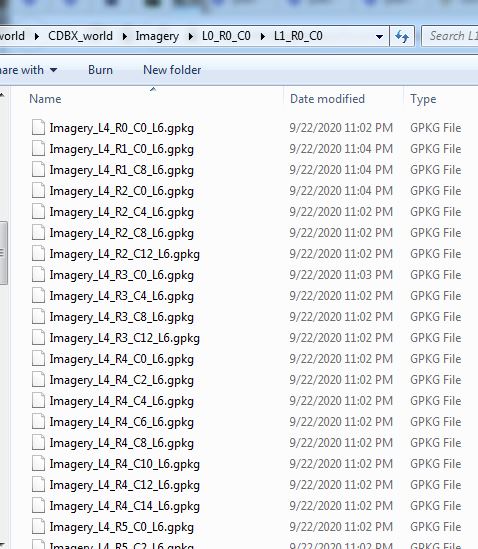 world ▸ CDBX_world ▸ Imagery ▸ L0_R0_C0 ▸ L1_R0_C0 Search L1
are with Burn New folder
Name Date modified Type
Imagery_L4_R0_C0_L6.gpkg 9/22/2020 11:02 PM GPKG File
Imagery_L4_R1_C0_L6.gpkg 9/22/2020 11:04 PM GPKG File
Imagery_L4_R1_C8_L6.gpkg 9/22/2020 11:04 PM GPKG File
Imagery_L4_R2_C0_L6.gpkg 9/22/2020 11:04 PM GPKG File
Imagery_L4_R2_C4_L6.gpkg 9/22/2020 11:02 PM GPKG File
Imagery_L4_R2_C8_L6.gpkg 9/22/2020 11:02 PM GPKG File
Imagery_L4_R2_C12_L6.gpkg 9/22/2020 11:02 PM GPKG File
Imagery_L4_R3_C0_L6.gpkg 9/22/2020 11:03 PM GPKG File
Imagery_L4_R3_C4_L6.gpkg 9/22/2020 11:02 PM GPKG File
Imagery_L4_R3_C8_L6.gpkg 9/22/2020 11:02 PM GPKG File
Imagery_L4_R3_C12_L6.gpkg 9/22/2020 11:02 PM GPKG File
Imagery_L4_R4_C0_L6.gpkg 9/22/2020 11:02 PM GPKG File
Imagery_L4_R4_C2_L6.gpkg 9/22/2020 11:02 PM GPKG File
Imagery_L4_R4_C4_L6.gpkg 9/22/2020 11:02 PM GPKG File
Imagery_L4_R4_C6_L6.gpkg 9/22/2020 11:02 PM GPKG File
Imagery_L4_R4_C8_L6.gpkg 9/22/2020 11:02 PM GPKG File
Imagery_L4_R4_C10_L6.gpkg 9/22/2020 11:02 PM GPKG File
Imagery_L4_R4_C12_L6.gpkg 9/22/2020 11:02 PM GPKG File
Imagery_L4_R4_C14_L6.gpkg 9/22/2020 11:02 PM GPKG File
Imagery_L4_R5_C0_L6.gpkg 9/22/2020 11:02 PM GPKG File
Imagery_L4_R5_C2_L6.gpkg 9/22/2020 11:02 PM GPKG File